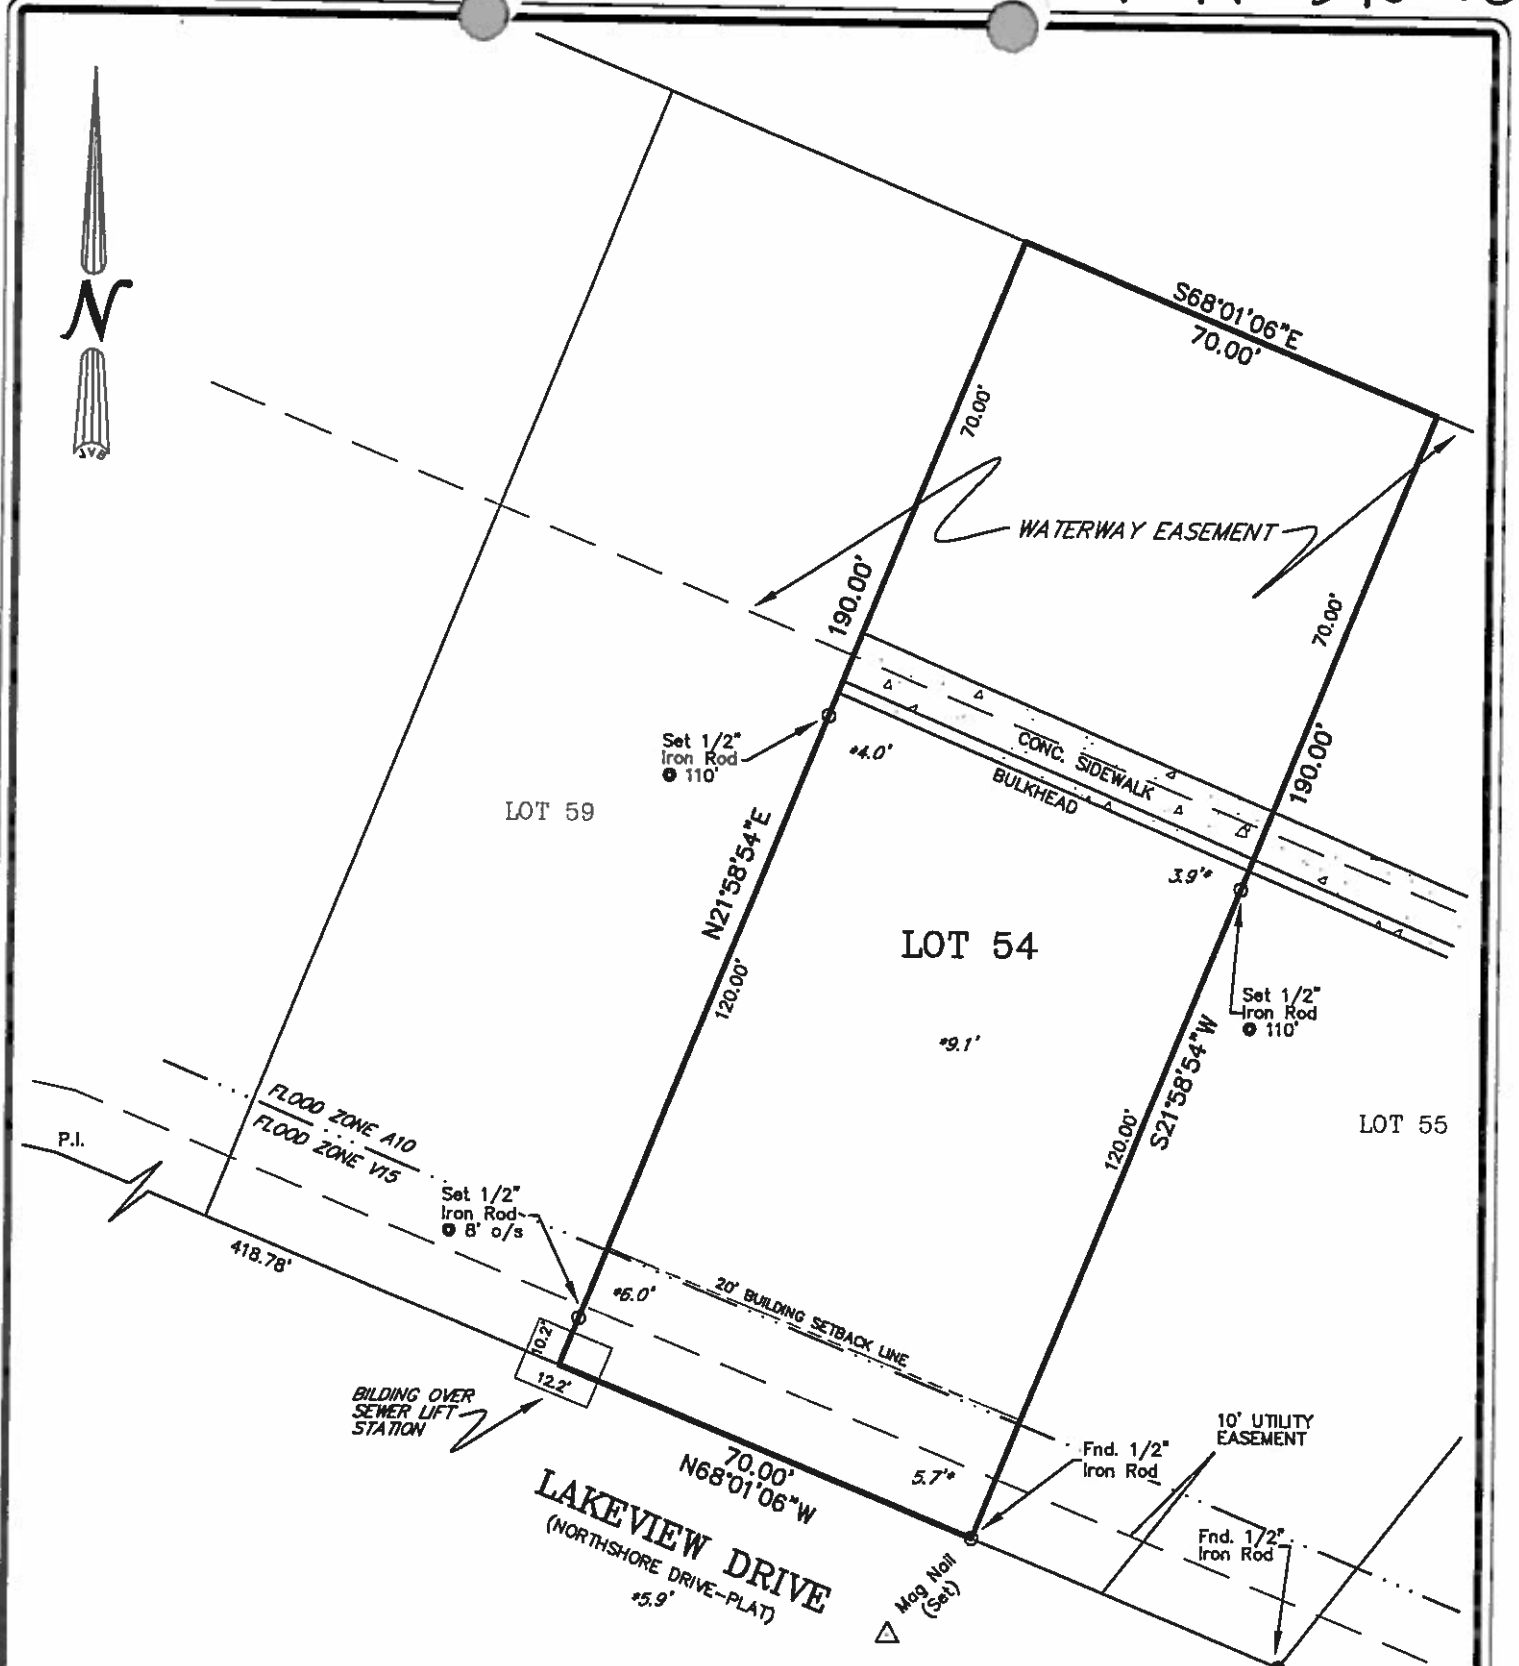 N
S68°01'06"E
70.00'
70.00'
WATERWAY EASEMENT
190.00'
70.00'
Set 1/2"
Iron Rod
@ 110'
*4.0'
CONC. SIDEWALK
BULKHEAD
190.00'
LOT 59
3.9'*
N21°58'54"E
LOT 54
120.00'
Set 1/2"
Iron Rod
@ 110'
*9.1'
S21°58'54"W
LOT 55
120.00'
FLOOD ZONE A10
FLOOD ZONE V15
P.I.
Set 1/2"
Iron Rod
@ 8' o/s
418.78'
*6.0'
20' BUILDING SETBACK LINE
10.2'
12.2'
BILDING OVER
SEWER LIFT
STATION
70.00'
N68°01'06"W
5.7'*
Fnd. 1/2"
Iron Rod
10' UTILITY
EASEMENT
LAKEVIEW DRIVE
(NORTHSHORE DRIVE-PLAT)
*5.9'
Mag Nail
(Set)
Fnd. 1/2"
Iron Rod